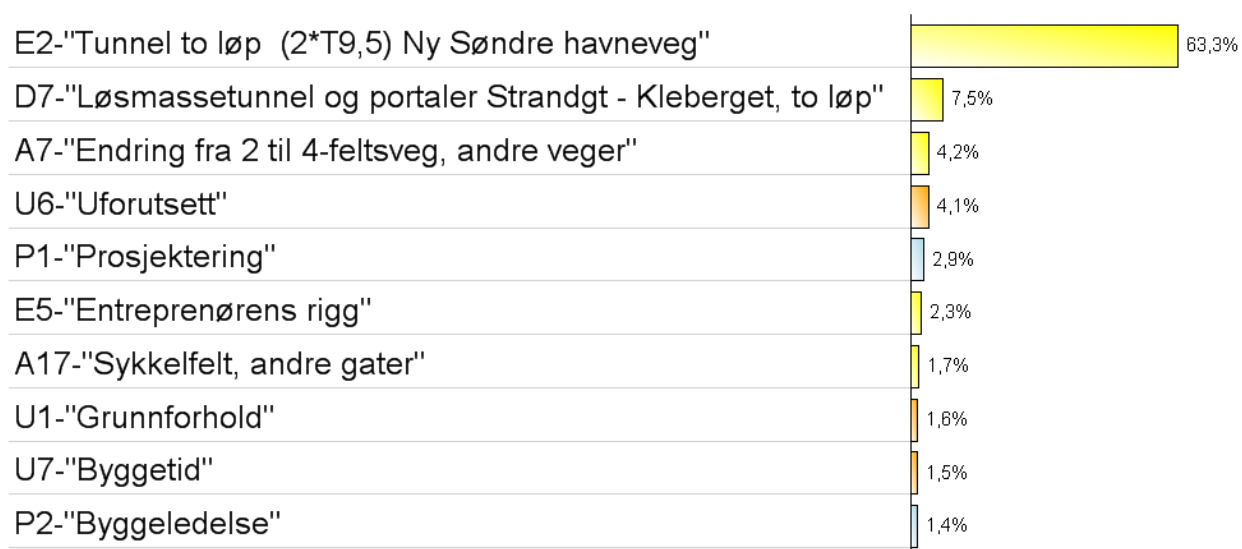 E2-"Tunnel to løp  (2*T9,5) Ny Søndre havneveg" 63,3%
D7-"Løsmassetunnel og portaler Strandgt - Kleberget, to løp" 7,5%
A7-"Endring fra 2 til 4-feltsveg, andre veger" 4,2%
U6-"Uforutsett" 4,1%
P1-"Prosjektering" 2,9%
E5-"Entreprenørens rigg" 2,3%
A17-"Sykkelfelt, andre gater" 1,7%
U1-"Grunnforhold" 1,6%
U7-"Byggetid" 1,5%
P2-"Byggeledelse" 1,4%